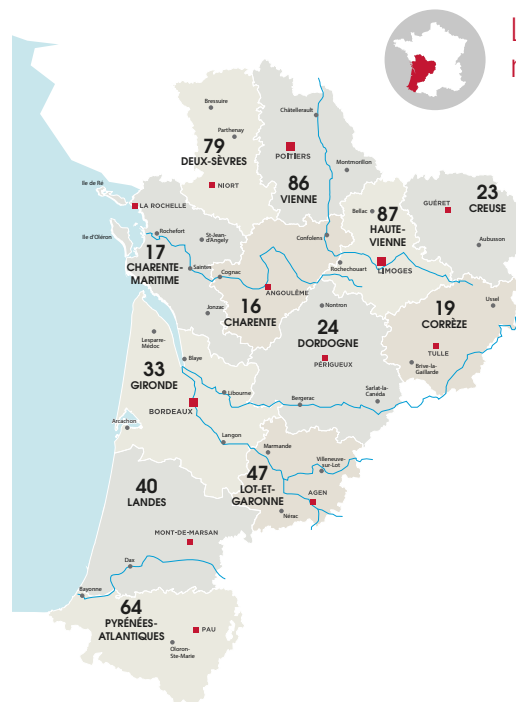 L
Bressuire
Châtellerault
Parthenay
79
DEUX-SÈVRES
POITIERS
Montmorillon
86
VIENNE
NIORT
Ile de Ré
LA ROCHELLE
23
CREUSE
GUÉRET
Bellac
87
HAUTE-
VIENNE
Aubusson
Ile d'Oléron
Rochefort
St-Jean-
d'Angely
Confolens
17
CHARENTE-
MARITIME
Saintes
Cognac
Rochechouart
LIMOGES
ANGOULÊME
16
CHARENTE
Jonzac
Nontron
Ussel
19
CORRÈZE
24
DORDOGNE
Lesparre-
Médoc
TULLE
Blaye
PÉRIGUEUX
Brive-la-
Gaillarde
33
GIRONDE
Libourne
BORDEAUX
Bergerac
Sarlat-la-
Canéda
Arcachon
Langon
Marmande
Villeneuve-
sur-Lot
47
LOT-ET-
GARONNE
40
LANDES
AGEN
Nérac
MONT-DE-MARSAN
Dax
Bayonne
64
PYRÉNÉES-
ATLANTIQUES
PAU
Oloron-
Ste-Marie